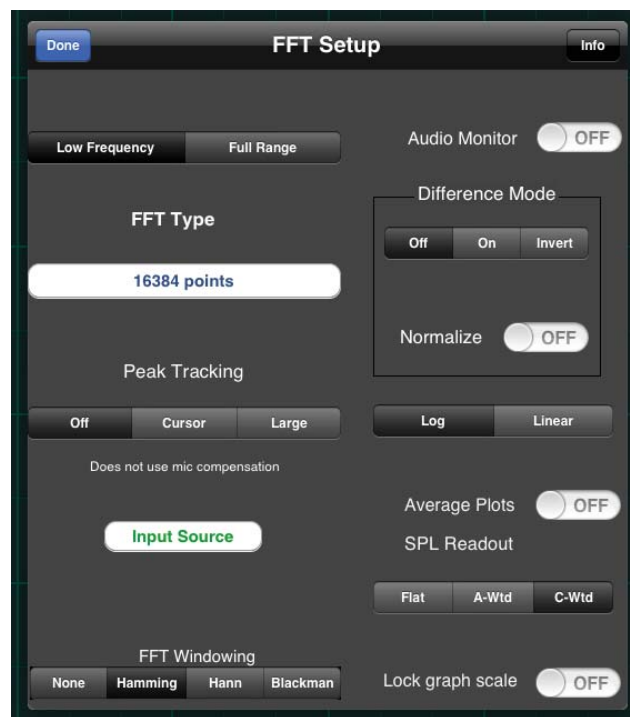 Done
FFT Setup
Info
Low Frequency
Full Range
Audio Monitor
OFF
FFT Type
16384 points
Difference Mode
Off
On
Invert
Normalize
OFF
Peak Tracking
Off
Cursor
Large
Does not use mic compensation
Log
Linear
Input Source
Average Plots
OFF
SPL Readout
Flat
A-Wtd
C-Wtd
FFT Windowing
None
Hamming
Hann
Blackman
Lock graph scale
OFF